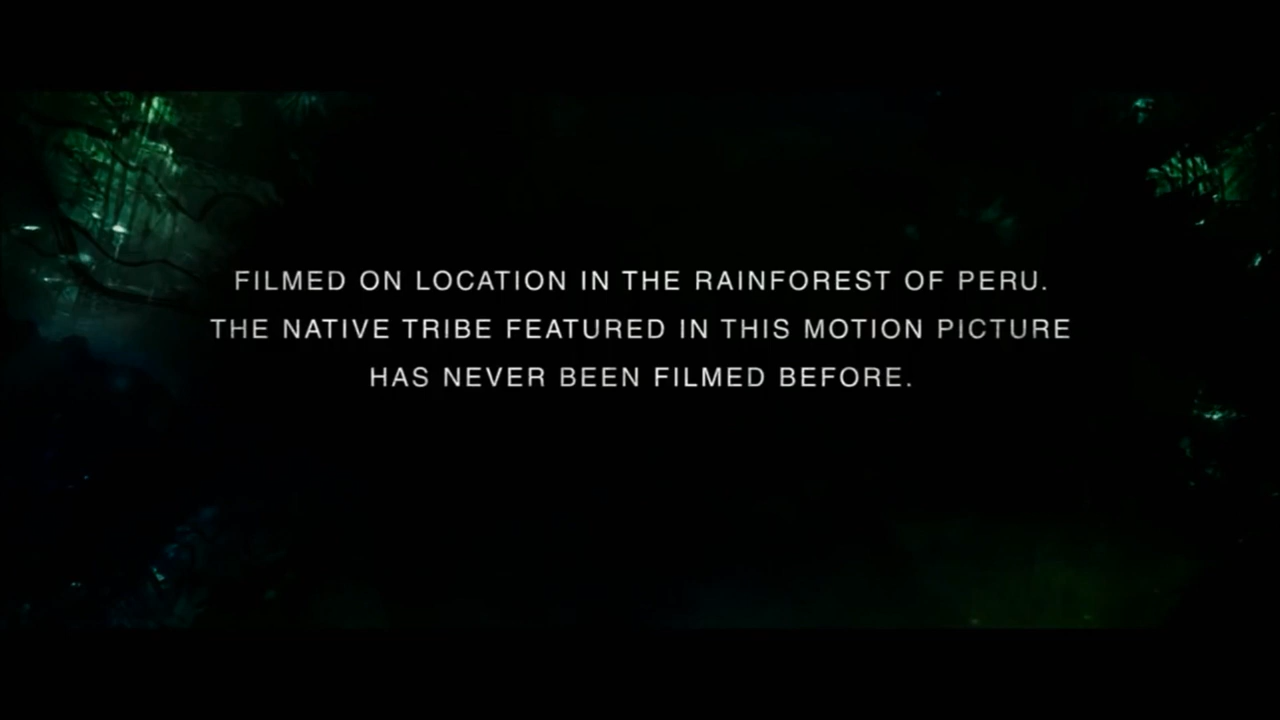 FILMED ON LOCATION IN THE RAINFOREST OF PERU.
THE NATIVE TRIBE FEATURED IN THIS MOTION PICTURE
HAS NEVER BEEN FILMED BEFORE.